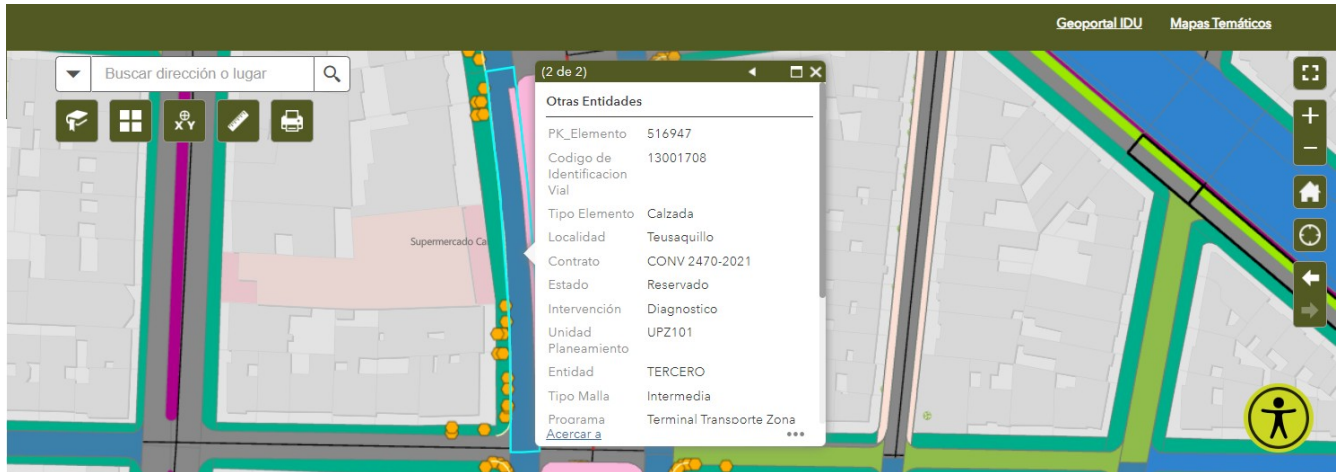 Geoportal IDU Mapas Temáticos
Buscar dirección o lugar
X Y
Supermercado Ca
(2 de 2)
Otras Entidades
PK_Elemento 516947
Codigo de 13001708
Identificacion
Vial
Tipo Elemento Calzada
Localidad Teusaquillo
Contrato CONV 2470-2021
Estado Reservado
Intervención Diagnostico
Unidad UPZ101
Planeamiento
Entidad TERCERO
Tipo Malla Intermedia
Programa Terminal Transporte Zona
Acercar a